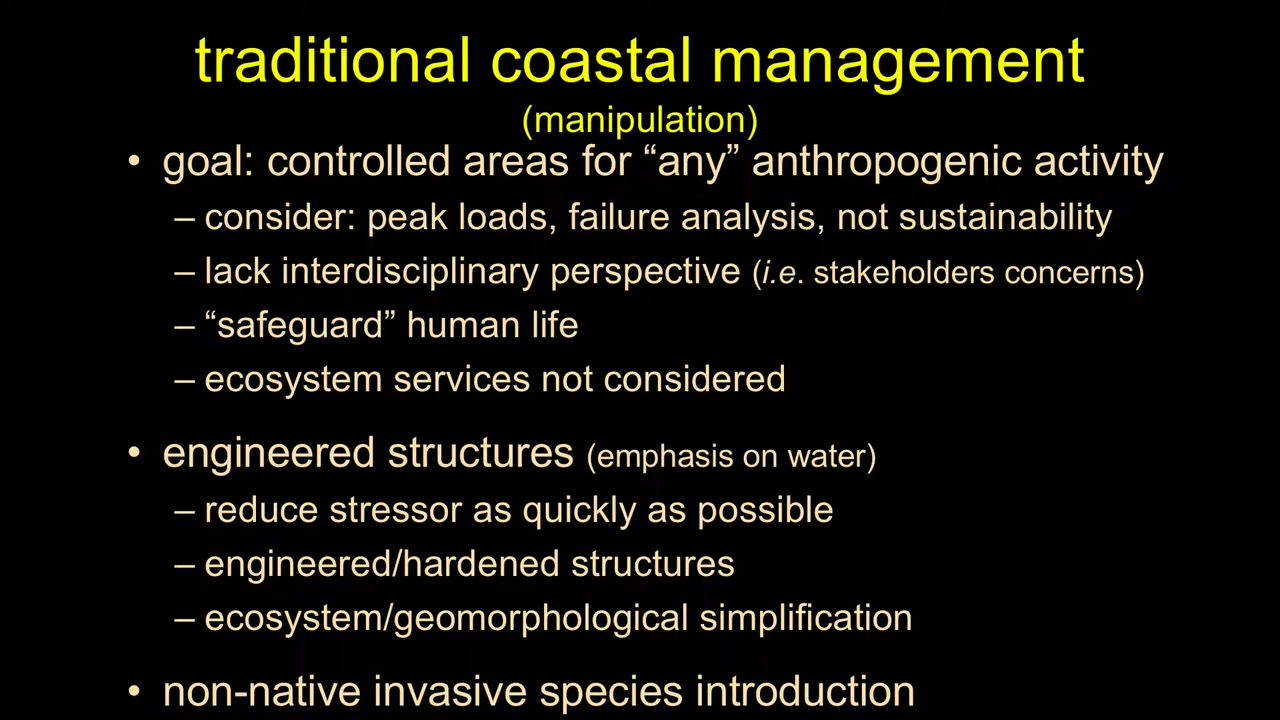 traditional coastal management
(manipulation)
• goal: controlled areas for “any” anthropogenic activity
– consider: peak loads, failure analysis, not sustainability
– lack interdisciplinary perspective (i.e. stakeholders concerns)
– “safeguard” human life
– ecosystem services not considered
• engineered structures (emphasis on water)
– reduce stressor as quickly as possible
– engineered/hardened structures
– ecosystem/geomorphological simplification
• non-native invasive species introduction